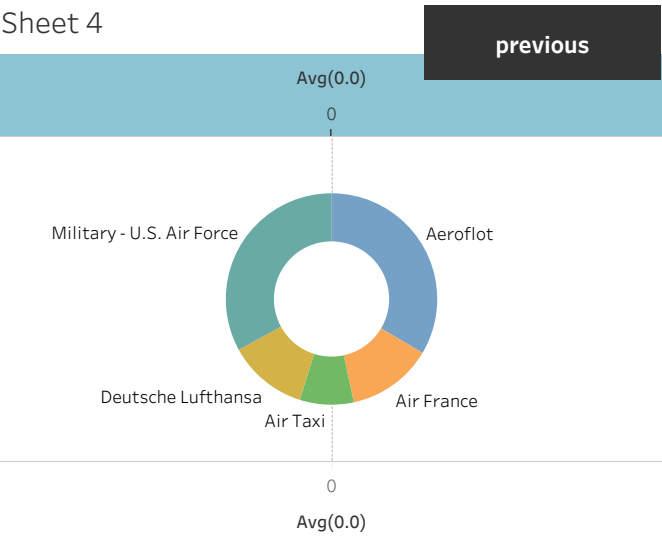 Sheet 4
previous
Avg(0.0)
0
Military - U.S. Air Force
Aeroflot
Deutsche Lufthansa
Air France
Air Taxi
0
Avg(0.0)